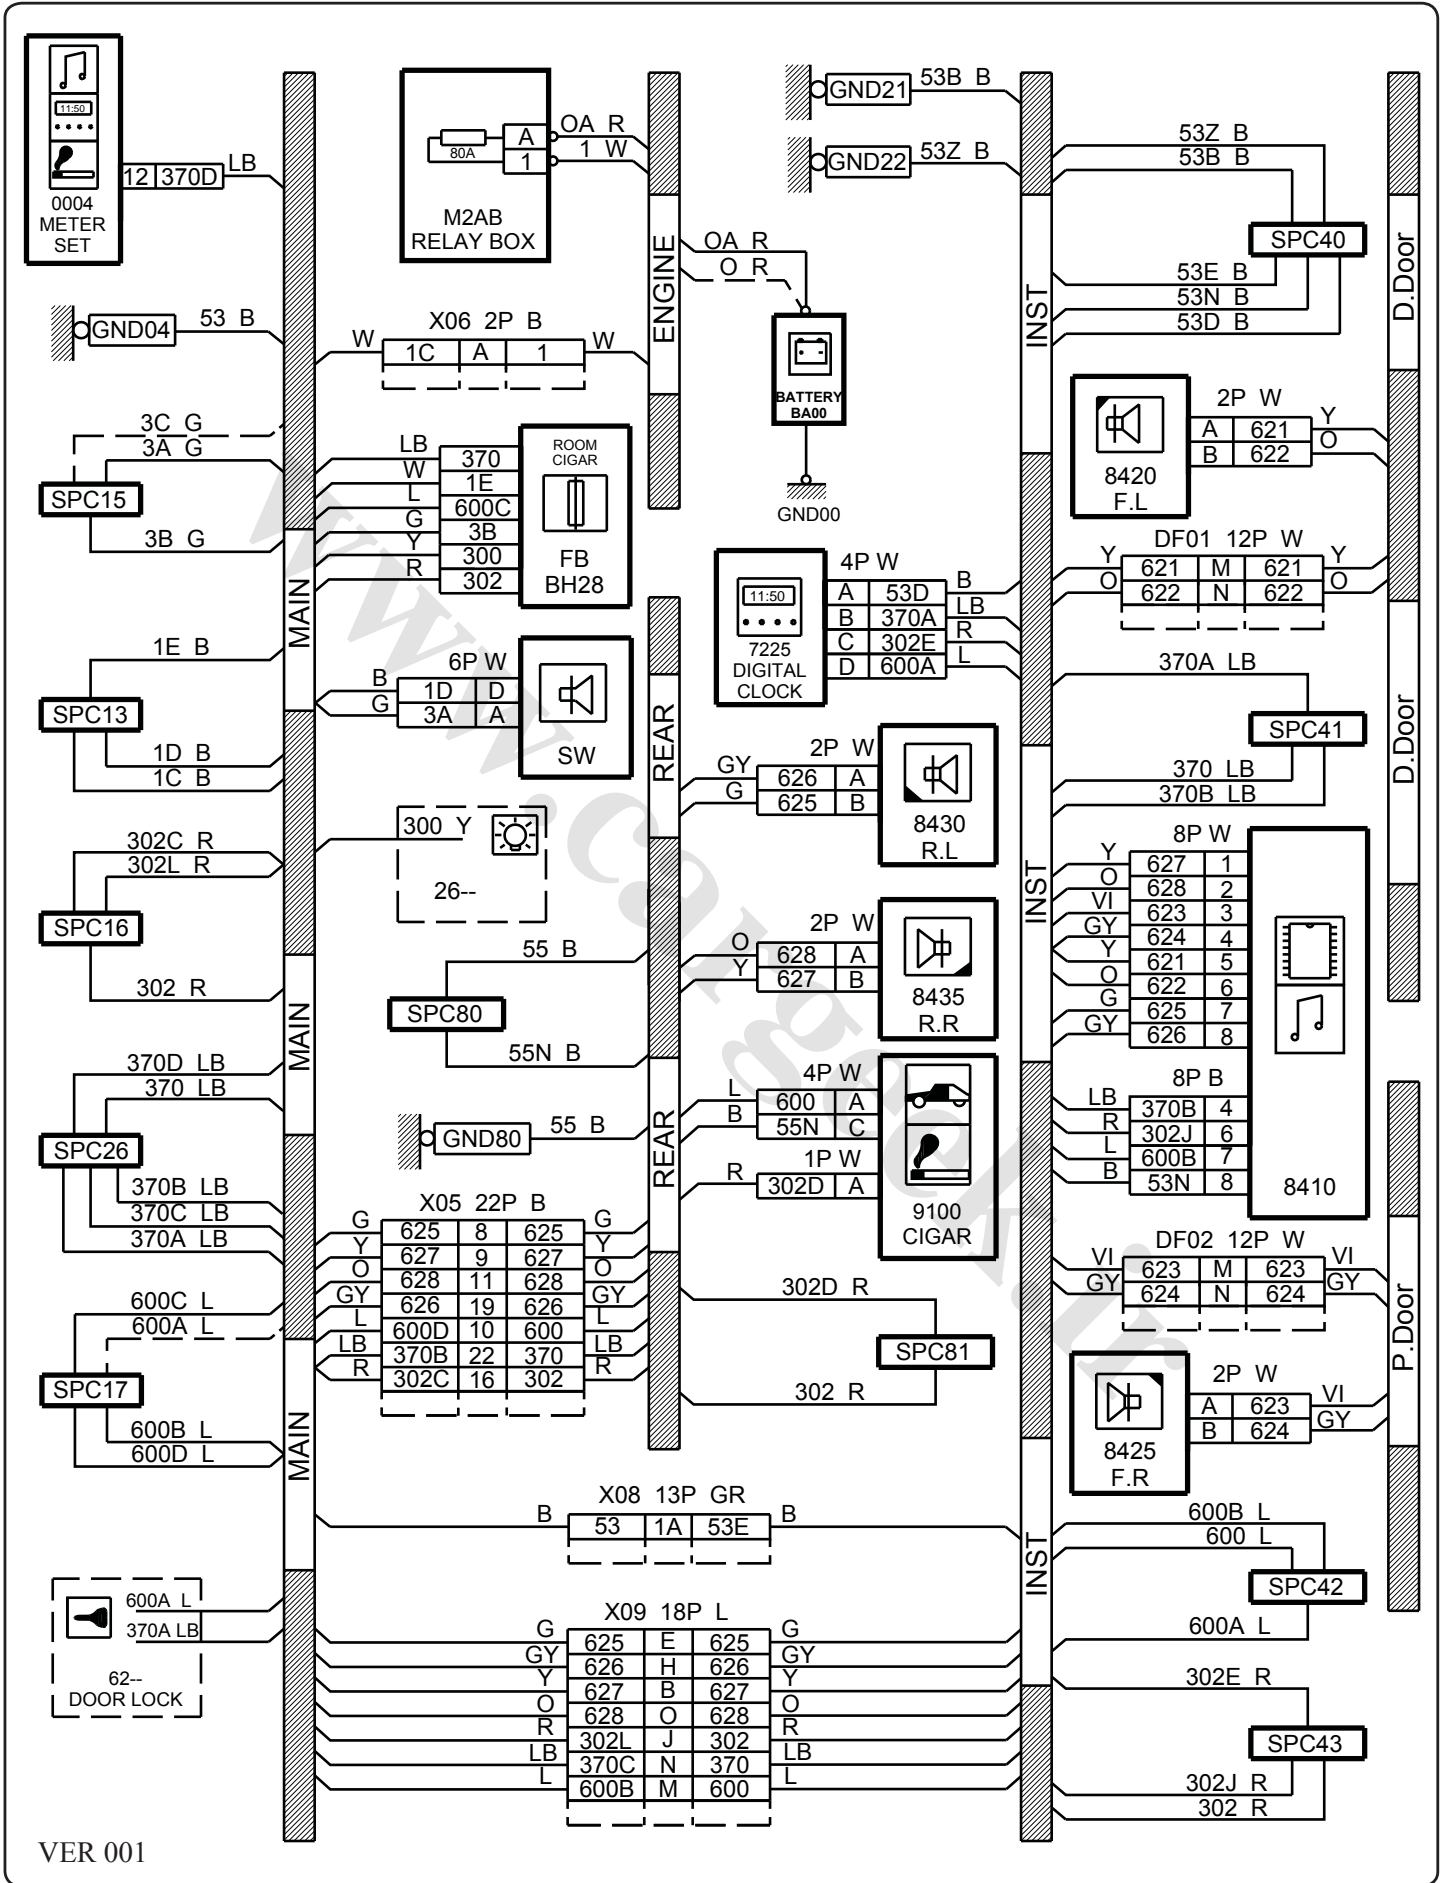 11:50
0004
METER
SET
12 370D LB
GND04 53 B
3C G
3A G
SPC15
3B G
1E B
SPC13
1D B
1C B
302C R
302L R
SPC16
302 R
370D LB
370 LB
SPC26
370B LB
370C LB
370A LB
600C L
600A L
SPC17
600B L
600D L
600A L
370A LB
62--
DOOR LOCK
VER 001
MAIN
MAIN
MAIN
80A
A OA R
1 1 W
M2AB
RELAY BOX
X06 2P B
W 1C A 1 W
LB 370
W 1E
L 600C
G 3B
Y 300
R 302
ROOM
CIGAR
FB
BH28
6P W
B 1D D
G 3A A
SW
300 Y
26--
55 B
SPC80
55N B
GND80 55 B
X05 22P B
G 625 8 625 G
Y 627 9 627 Y
O 628 11 628 O
GY 626 19 626 GY
L 600D 10 600 L
LB 370B 22 370 LB
R 302C 16 302 R
X08 13P GR
B 53 1A 53E B
X09 18P L
G 625 E 625 G
GY 626 H 626 GY
Y 627 B 627 Y
O 628 O 628 O
R 302L J 302 R
LB 370C N 370 LB
L 600B M 600 L
ENGINE
REAR
REAR
GND21 53B B
GND22 53Z B
OA R
O R
BATTERY
BA00
GND00
4P W
11:50
7225
DIGITAL
CLOCK
A 53D B
B 370A LB
C 302E R
D 600A L
2P W
GY 626 A
G 625 B
8430
R.L
2P W
O 628 A
Y 627 B
8435
R.R
4P W
L 600 A
B 55N C
1P W
R 302D A
9100
CIGAR
302D R
SPC81
302 R
INST
INST
INST
53Z B
53B B
SPC40
53E B
53N B
53D B
8420
F.L
2P W
A 621 Y
B 622 O
DF01 12P W
Y 621 M 621 Y
O 622 N 622 O
370A LB
SPC41
370 LB
370B LB
8P W
Y 627 1
O 628 2
VI 623 3
GY 624 4
Y 621 5
O 622 6
G 625 7
GY 626 8
8P B
LB 370B 4
R 302J 6
L 600B 7
B 53N 8
8410
DF02 12P W
VI 623 M 623 VI
GY 624 N 624 GY
8425
F.R
2P W
A 623 VI
B 624 GY
600B L
600 L
SPC42
600A L
302E R
SPC43
302J R
302 R
D.Door
D.Door
P.Door
www.cargeek.ir